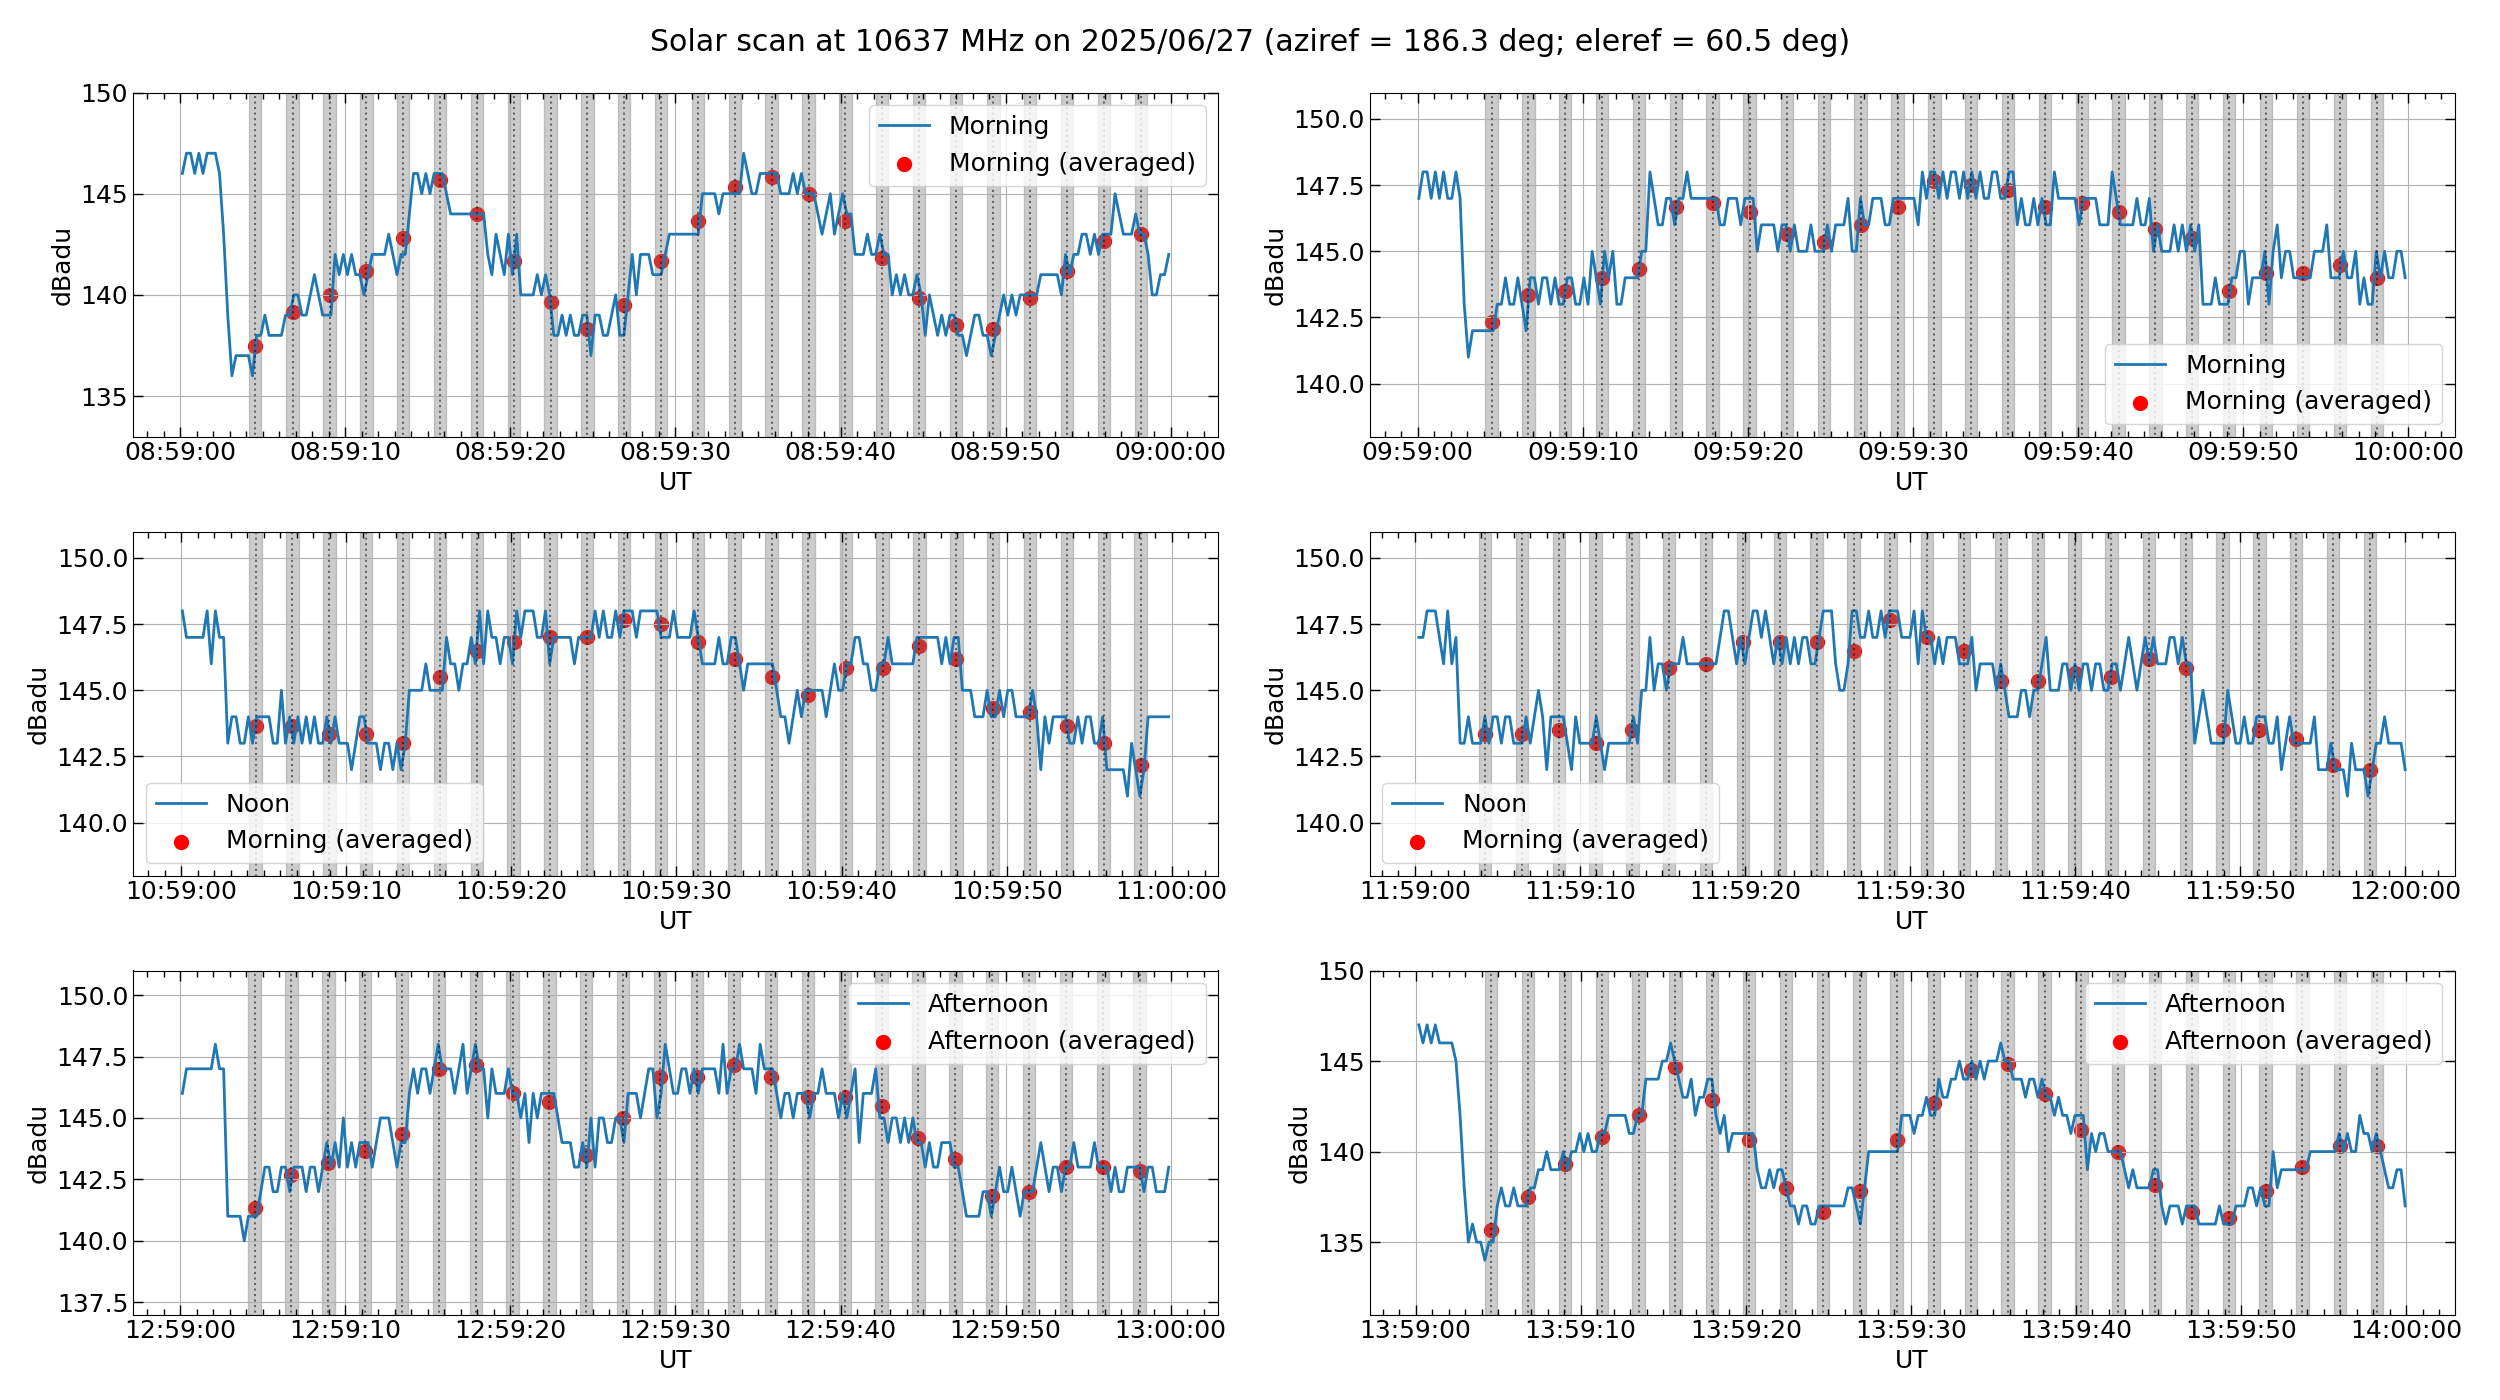 Solar scan at 10637 MHz on 2025/06/27 (aziref = 186.3 deg; eleref = 60.5 deg)
150
145
140
135
dBadu
Morning
Morning (averaged)
08:59:00 08:59:10 08:59:20 08:59:30 08:59:40 08:59:50 09:00:00
UT
150.0
147.5
145.0
142.5
140.0
dBadu
Morning
Morning (averaged)
09:59:00 09:59:10 09:59:20 09:59:30 09:59:40 09:59:50 10:00:00
UT
150.0
147.5
145.0
142.5
140.0
dBadu
Noon
Morning (averaged)
10:59:00 10:59:10 10:59:20 10:59:30 10:59:40 10:59:50 11:00:00
UT
150.0
147.5
145.0
142.5
140.0
dBadu
Noon
Morning (averaged)
11:59:00 11:59:10 11:59:20 11:59:30 11:59:40 11:59:50 12:00:00
UT
150.0
147.5
145.0
142.5
140.0
137.5
dBadu
Afternoon
Afternoon (averaged)
12:59:00 12:59:10 12:59:20 12:59:30 12:59:40 12:59:50 13:00:00
UT
150
145
140
135
dBadu
Afternoon
Afternoon (averaged)
13:59:00 13:59:10 13:59:20 13:59:30 13:59:40 13:59:50 14:00:00
UT